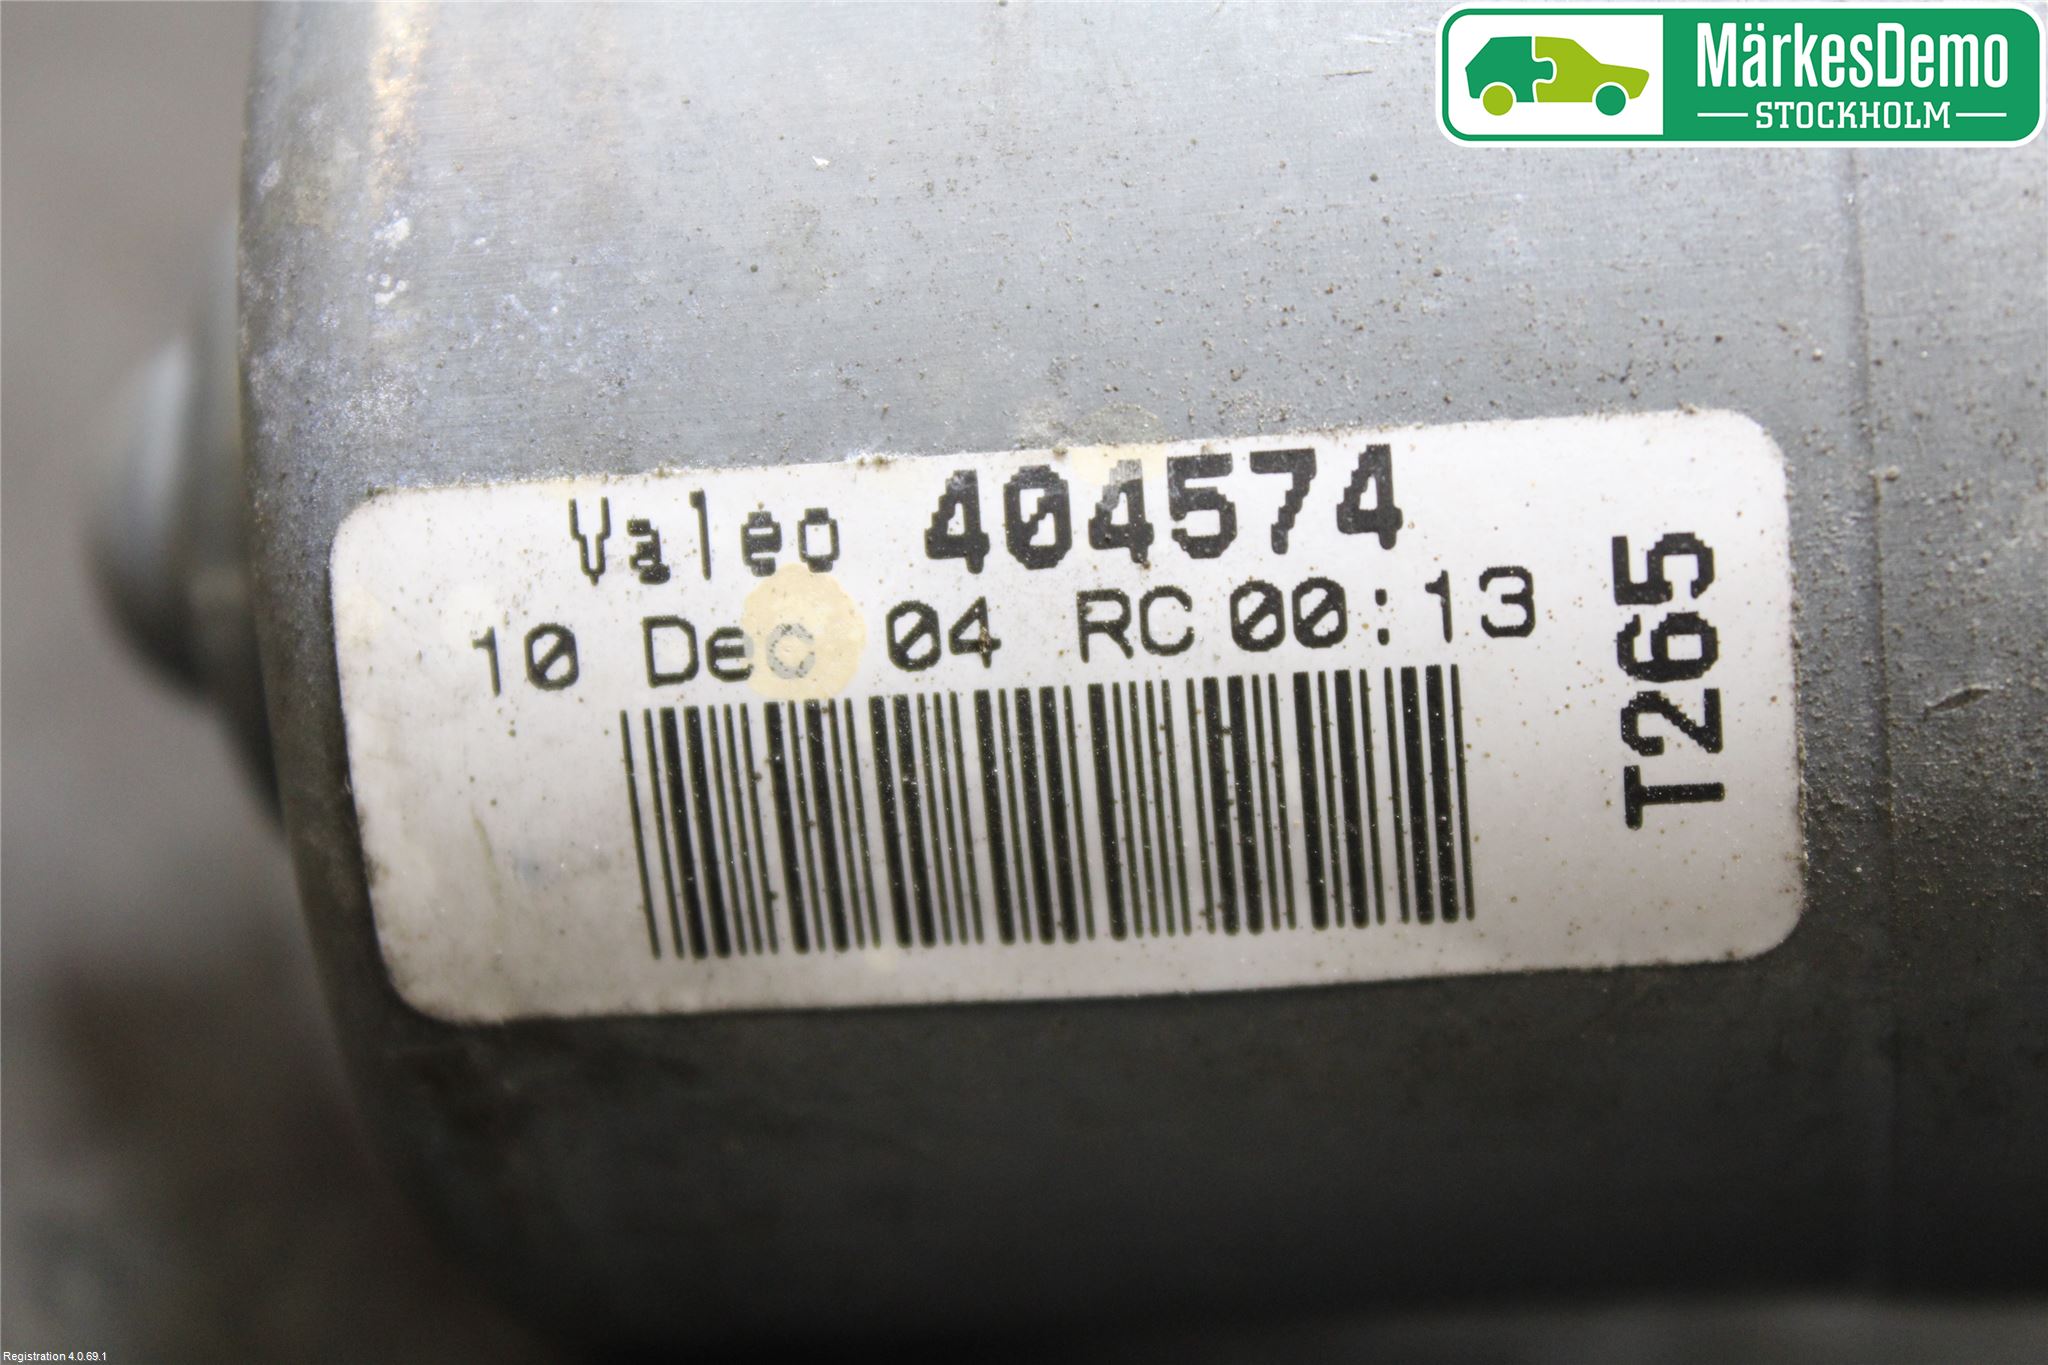 MärkesDemo
STOCKHOLM
Valeo 404574
10 Dec 04 RC 00:13
T265
Registration 4.0.69.1